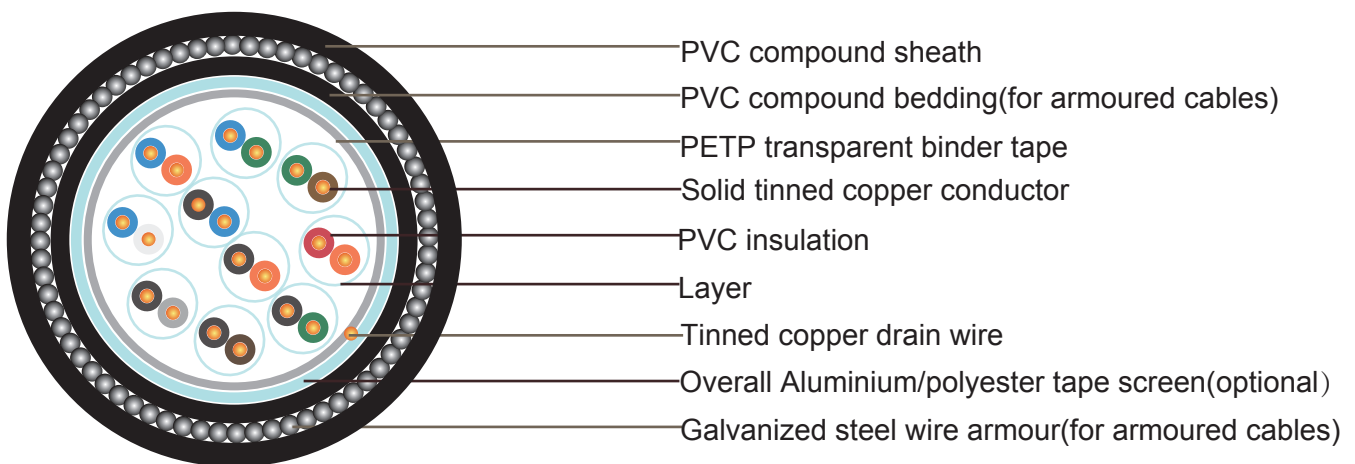 PVC compound sheath
PVC compound bedding(for armoured cables)
PETP transparent binder tape
Solid tinned copper conductor
PVC insulation
Layer
Tinned copper drain wire
Overall Aluminium/polyester tape screen(optional）
Galvanized steel wire armour(for armoured cables)